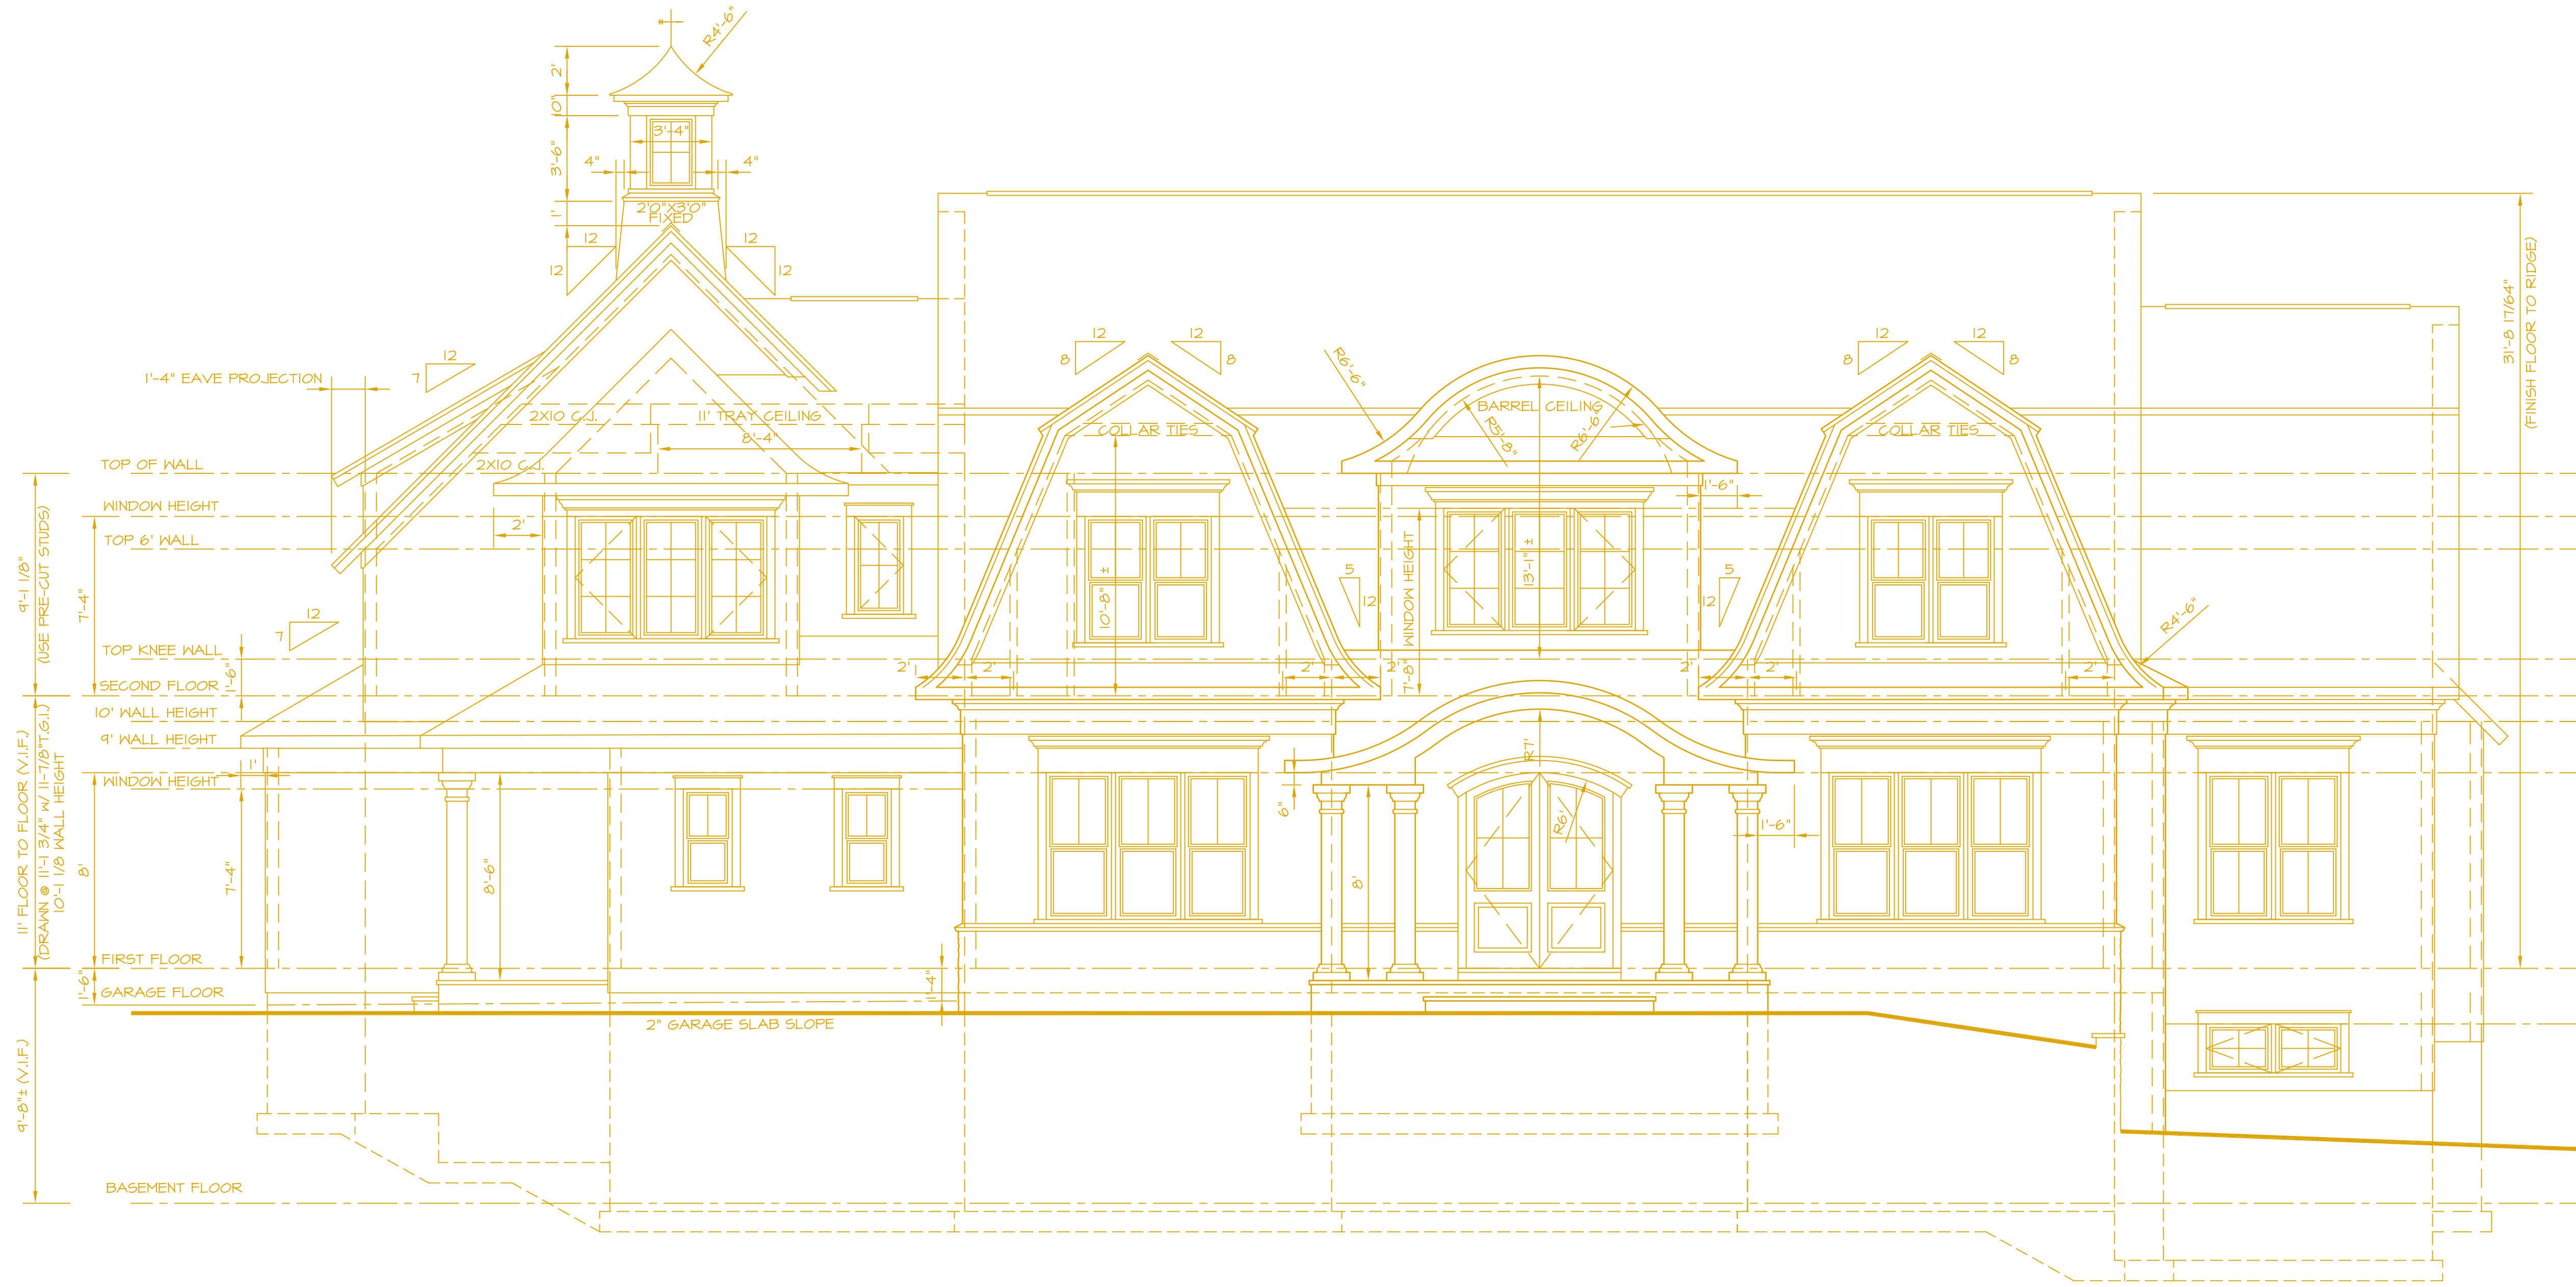 R4'-6"
2'
10"
3'-6"
3'-4"
4"
4"
1'
2'0"X3'0"
FIXED
12
12
12
12
31'-8 17/64"
(FINISH FLOOR TO RIDGE)
12
7
1'-4" EAVE PROJECTION
12
8
12
8
R6'-6"
12
8
12
8
2X10 C.J.
11' TRAY CEILING
8'-4"
2X10 C.J.
COLLAR TIES
BARREL CEILING
R5'-8"
R6'-6"
COLLAR TIES
TOP OF WALL
WINDOW HEIGHT
TOP 6' WALL
2'
1'-6"
9'-1 1/8"
(USE PRE-CUT STUDS)
7'-4"
10'-8" ±
13'-1" ±
7'-8" WINDOW HEIGHT
5
12
5
12
12
7
R4'-6"
TOP KNEE WALL
1'-6"
2'
2'
2'
2'
2'
2'
2'
SECOND FLOOR
10' WALL HEIGHT
9' WALL HEIGHT
WINDOW HEIGHT
1'
11' FLOOR TO FLOOR (V.I.F.)
(DRAWN @ 11'-1 3/4" W/ 11-7/8"T.G.I.)
10'-1 1/8 WALL HEIGHT
8'
7'-4"
8'-6"
6"
8'
R7'
R6'
1'-6"
FIRST FLOOR
1'-6"
GARAGE FLOOR
1'-4"
2" GARAGE SLAB SLOPE
9'-8"± (V.I.F.)
BASEMENT FLOOR